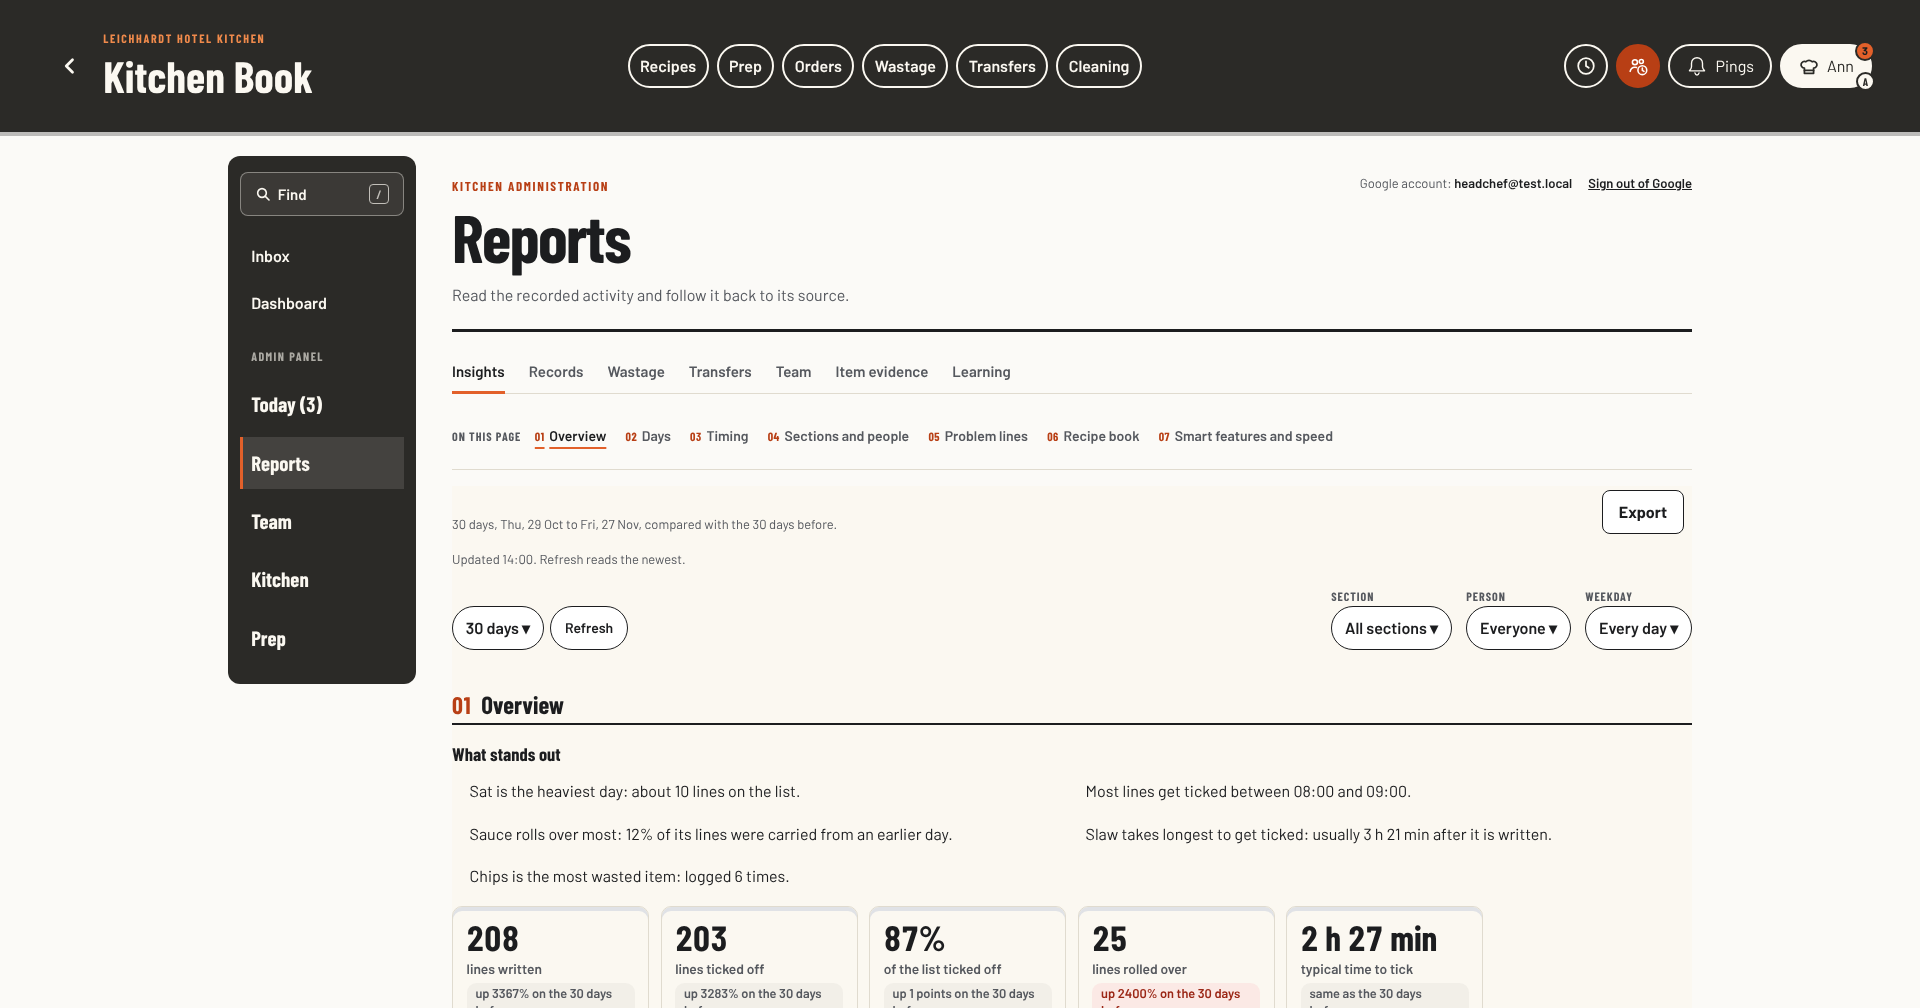 LEICHHARDT HOTEL KITCHEN
Kitchen Book
Recipes Prep Orders Wastage Transfers Cleaning
Pings
Ann
3
A
Find /
Inbox
Dashboard
ADMIN PANEL
Today (3)
Reports
Team
Kitchen
Prep
KITCHEN ADMINISTRATION
Google account: headchef@test.local Sign out of Google
Reports
Read the recorded activity and follow it back to its source.
Insights Records Wastage Transfers Team Item evidence Learning
ON THIS PAGE 01 Overview 02 Days 03 Timing 04 Sections and people 05 Problem lines 06 Recipe book 07 Smart features and speed
Export
30 days, Thu, 29 Oct to Fri, 27 Nov, compared with the 30 days before.
Updated 14:00. Refresh reads the newest.
SECTION PERSON WEEKDAY
30 days ▾ Refresh All sections ▾ Everyone ▾ Every day ▾
01 Overview
What stands out
Sat is the heaviest day: about 10 lines on the list.
Most lines get ticked between 08:00 and 09:00.
Sauce rolls over most: 12% of its lines were carried from an earlier day.
Slaw takes longest to get ticked: usually 3 h 21 min after it is written.
Chips is the most wasted item: logged 6 times.
208
lines written
up 3367% on the 30 days
203
lines ticked off
up 3283% on the 30 days
87%
of the list ticked off
up 1 points on the 30 days
25
lines rolled over
up 2400% on the 30 days
2 h 27 min
typical time to tick
same as the 30 days